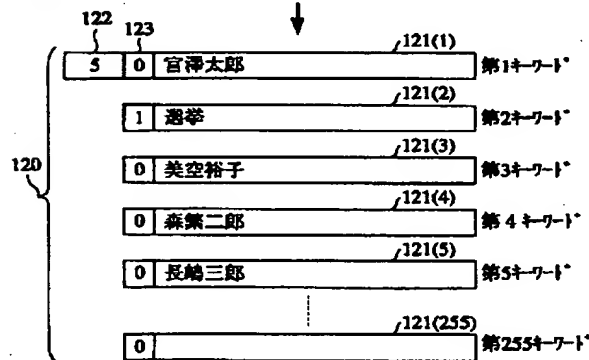 122 123
121(1)
5 0 宮澤太郎 第1キーワード
121(2)
1 選挙 第2キーワード
121(3)
120 0 美空裕子 第3キーワード
121(4)
0 森繁二郎 第4キーワード
121(5)
0 長嶋三郎 第5キーワード
121(255)
0 第255キーワード